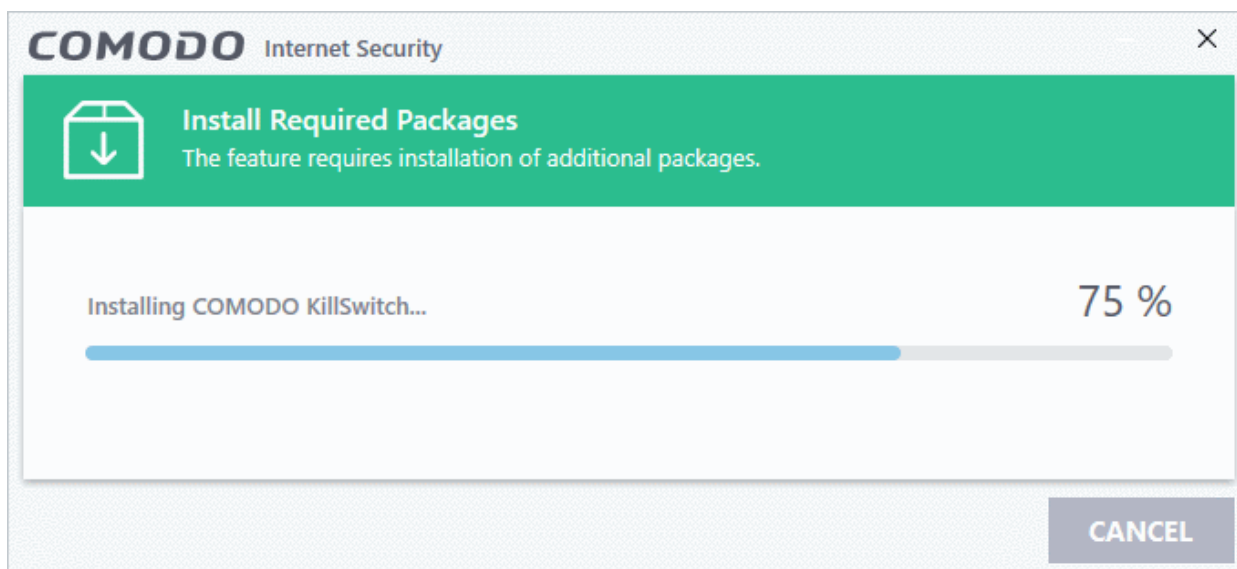 COMODO Internet Security
Install Required Packages
The feature requires installation of additional packages.
Installing COMODO KillSwitch... 75 %
CANCEL